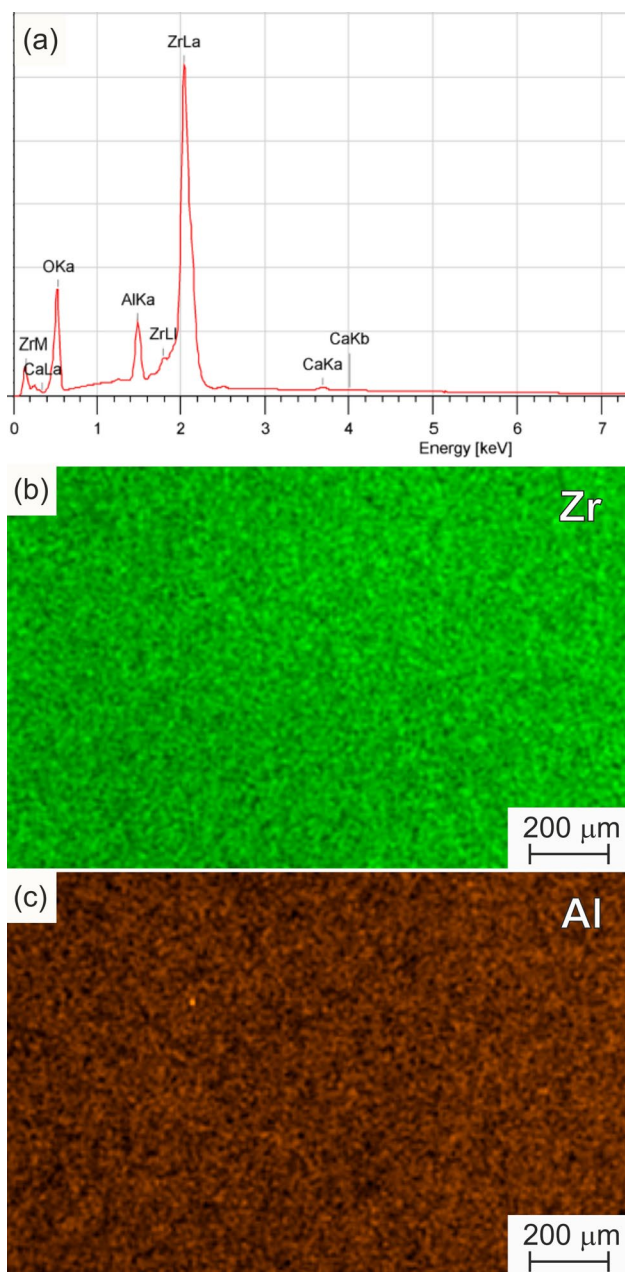 (a)
ZrLa
OKa
AlKa
ZrM
ZrLl
CaKb
CaLa
CaKa
0 1 2 3 4 5 6 7
Energy [keV]
(b)
Zr
200 μm
(c)
Al
200 μm